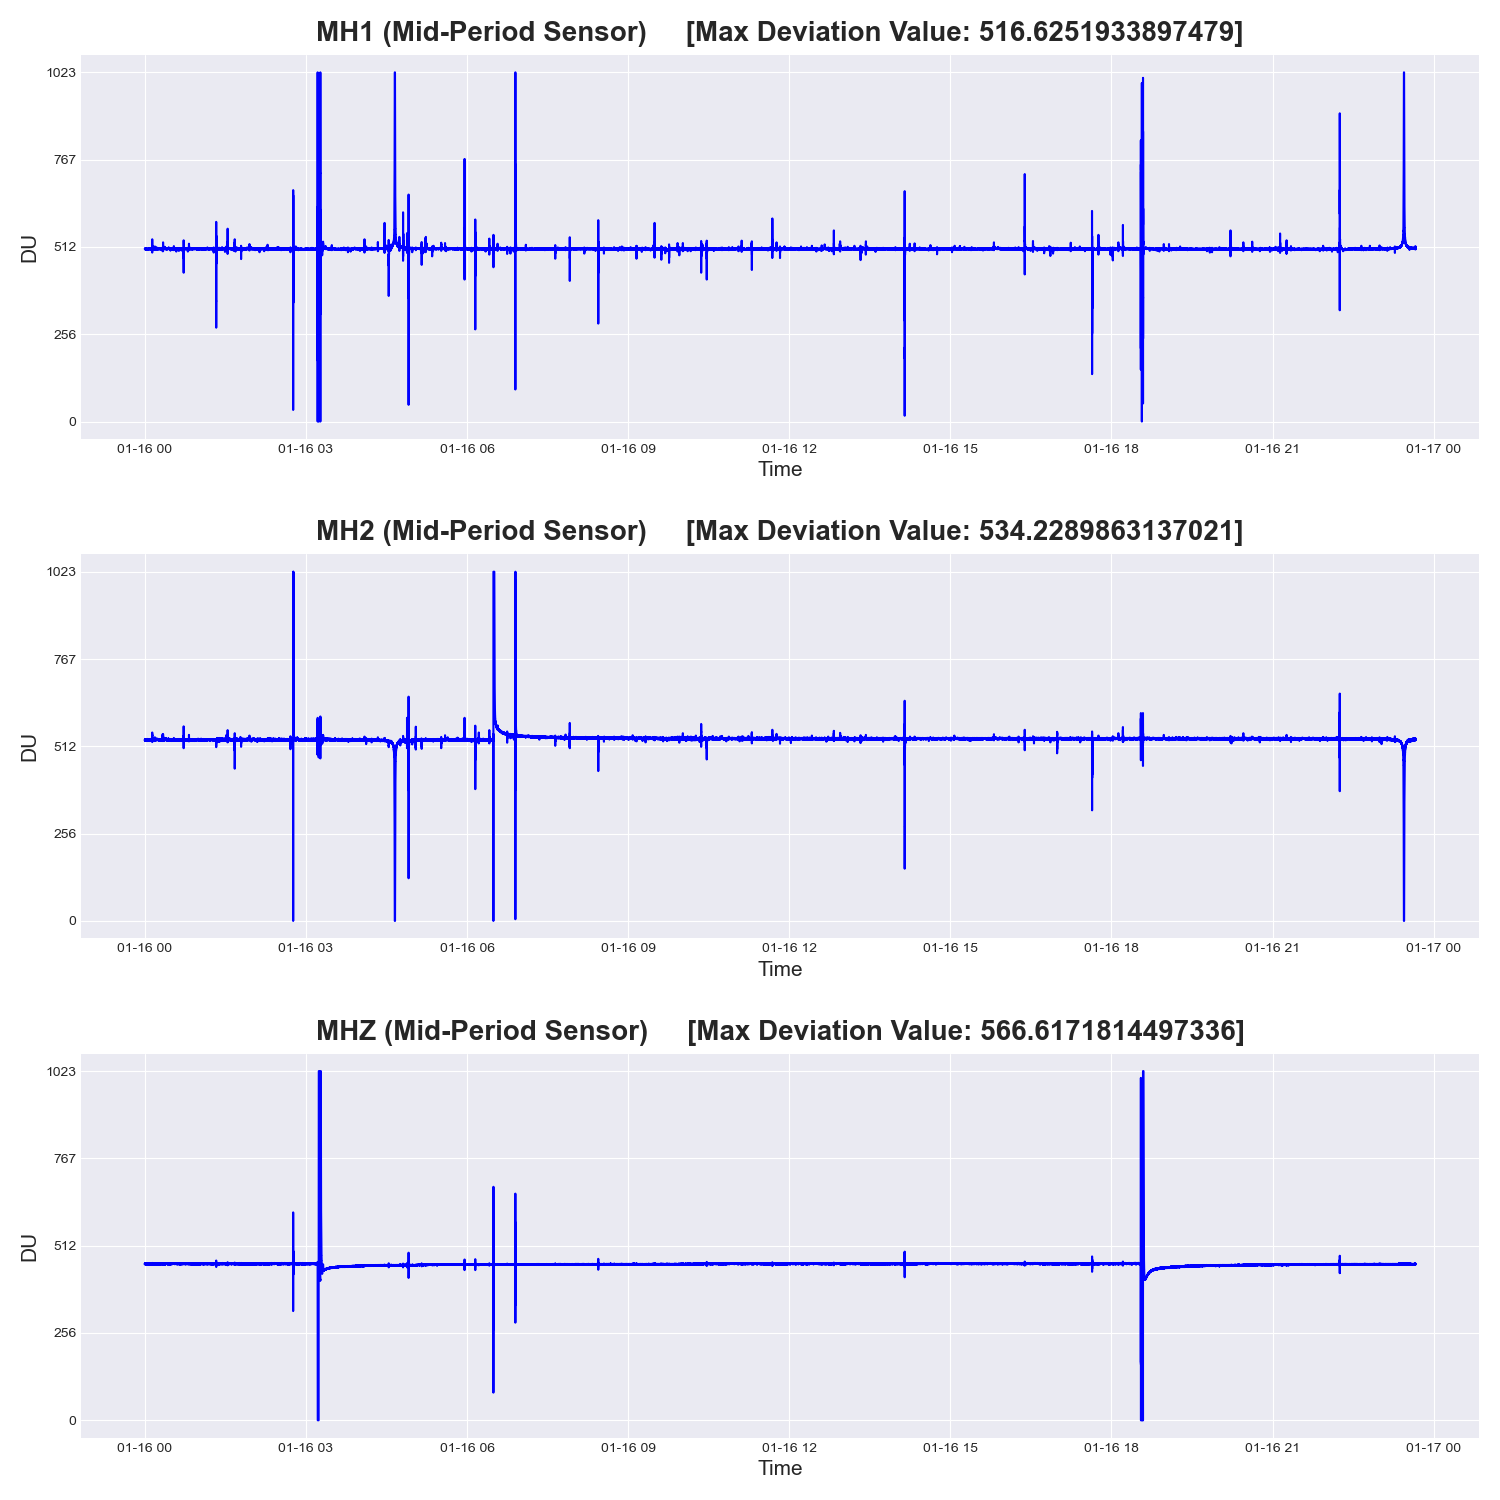 MH1 (Mid-Period Sensor) [Max Deviation Value: 516.6251933897479]
1023
767
512
256
0
DU
01-16 00 01-16 03 01-16 06 01-16 09 01-16 12 01-16 15 01-16 18 01-16 21 01-17 00
Time
MH2 (Mid-Period Sensor) [Max Deviation Value: 534.2289863137021]
1023
767
512
256
0
DU
01-16 00 01-16 03 01-16 06 01-16 09 01-16 12 01-16 15 01-16 18 01-16 21 01-17 00
Time
MHZ (Mid-Period Sensor) [Max Deviation Value: 566.6171814497336]
1023
767
512
256
0
DU
01-16 00 01-16 03 01-16 06 01-16 09 01-16 12 01-16 15 01-16 18 01-16 21 01-17 00
Time